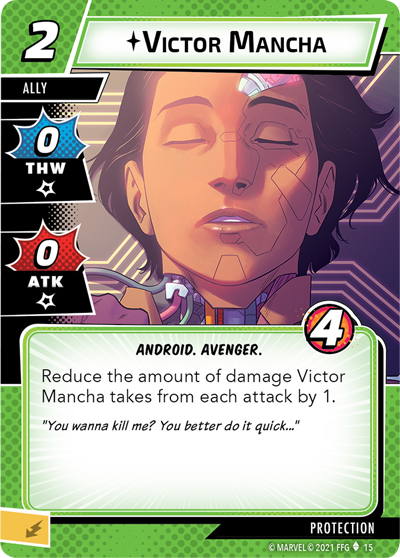 2
VICTOR MANCHA
ALLY
0
THW
0
ATK
4
ANDROID. AVENGER.
Reduce the amount of damage Victor
Mancha takes from each attack by 1.
"You wanna kill me? You better do it quick..."
PROTECTION
© MARVEL © 2021 FFG 15